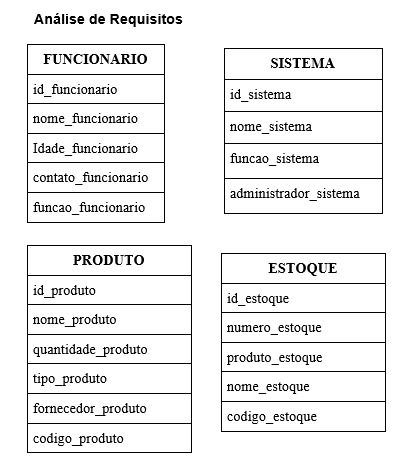 Análise de Requisitos
FUNCIONARIO
id_funcionario
nome_funcionario
Idade_funcionario
contato_funcionario
funcao_funcionario
SISTEMA
id_sistema
nome_sistema
funcao_sistema
administrador_sistema
PRODUTO
id_produto
nome_produto
quantidade_produto
tipo_produto
fornecedor_produto
codigo_produto
ESTOQUE
id_estoque
numero_estoque
produto_estoque
nome_estoque
codigo_estoque